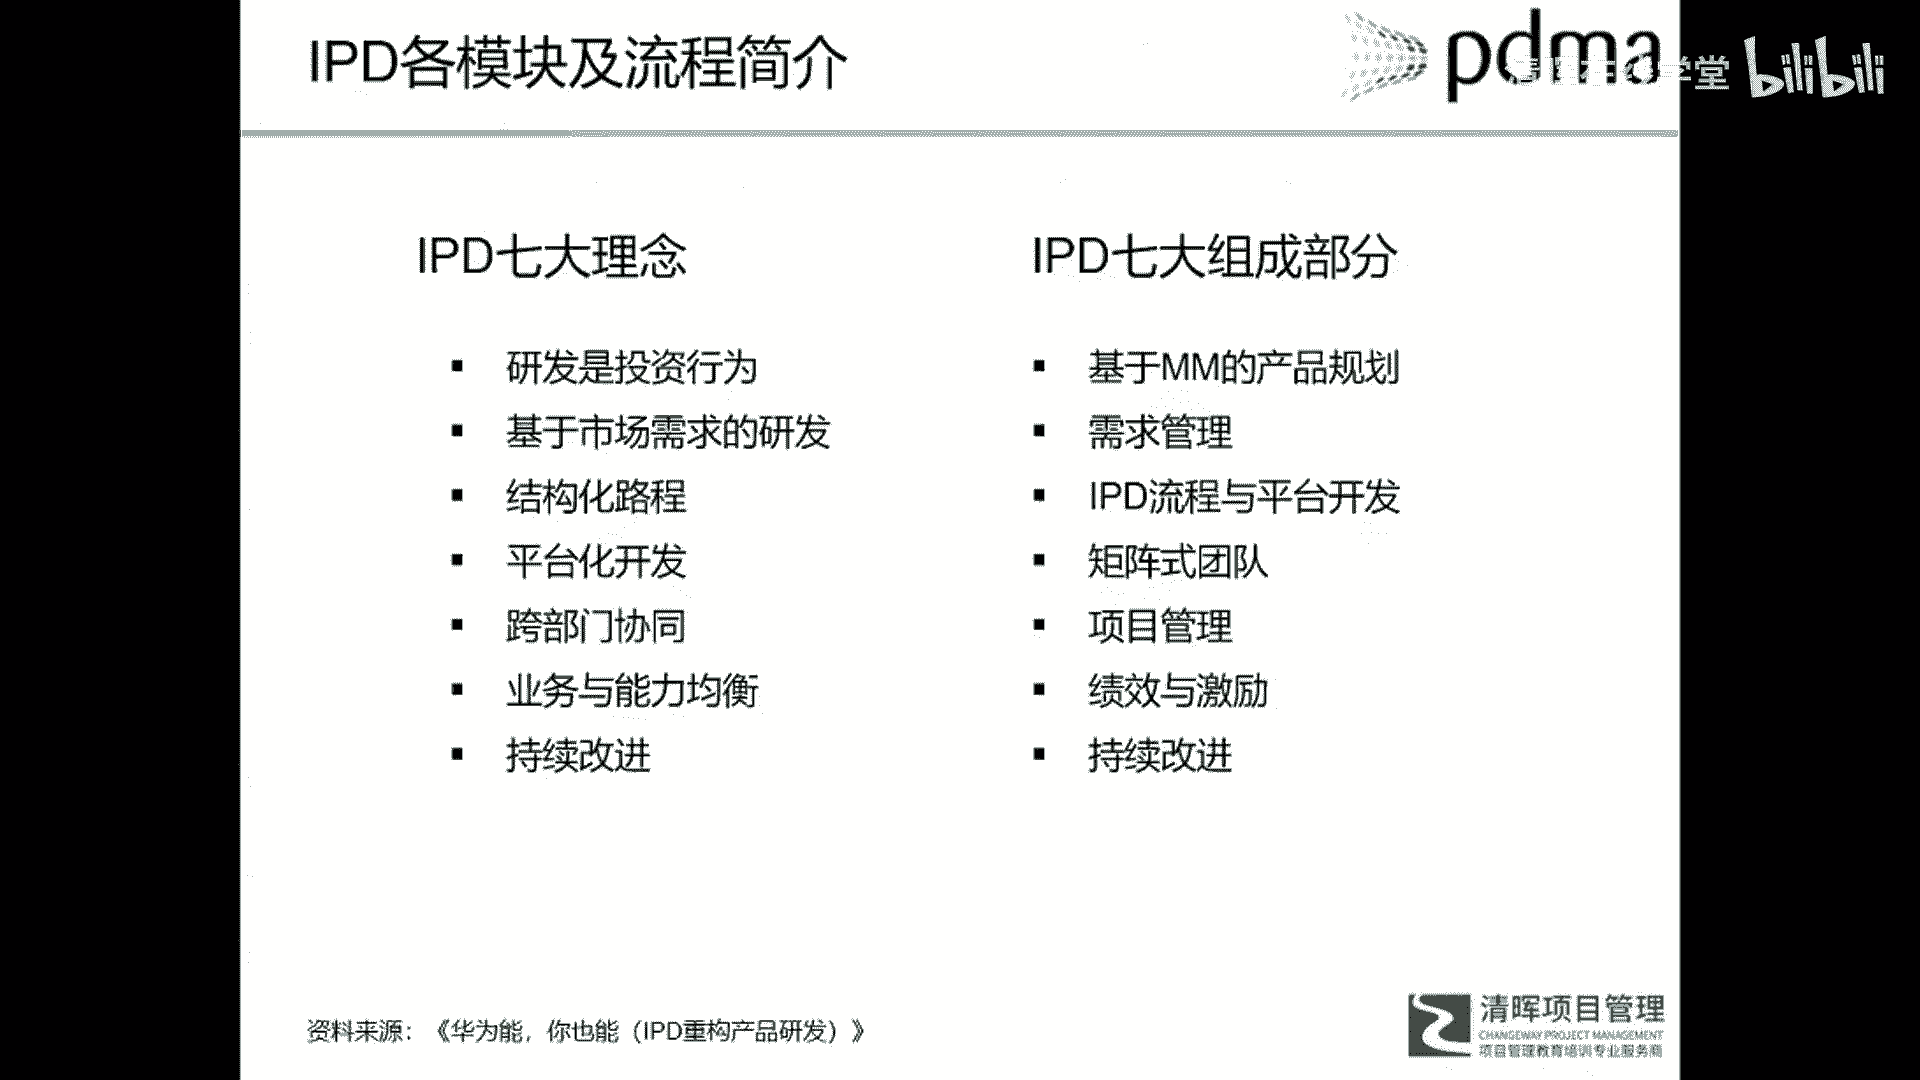 IPD各模块及流程简介
pdma
学堂 bilibili
IPD七大理念
研发是投资行为
基于市场需求的研发
结构化路程
平台化开发
跨部门协同
业务与能力均衡
持续改进
IPD七大组成部分
基于MM的产品规划
需求管理
IPD流程与平台开发
矩阵式团队
项目管理
绩效与激励
持续改进
资料来源：《华为能，你也能（IPD重构产品研发）》
清晖项目管理
CHANGEWAY PROJECT MANAGEMENT
项目管理教育培训专业服务商